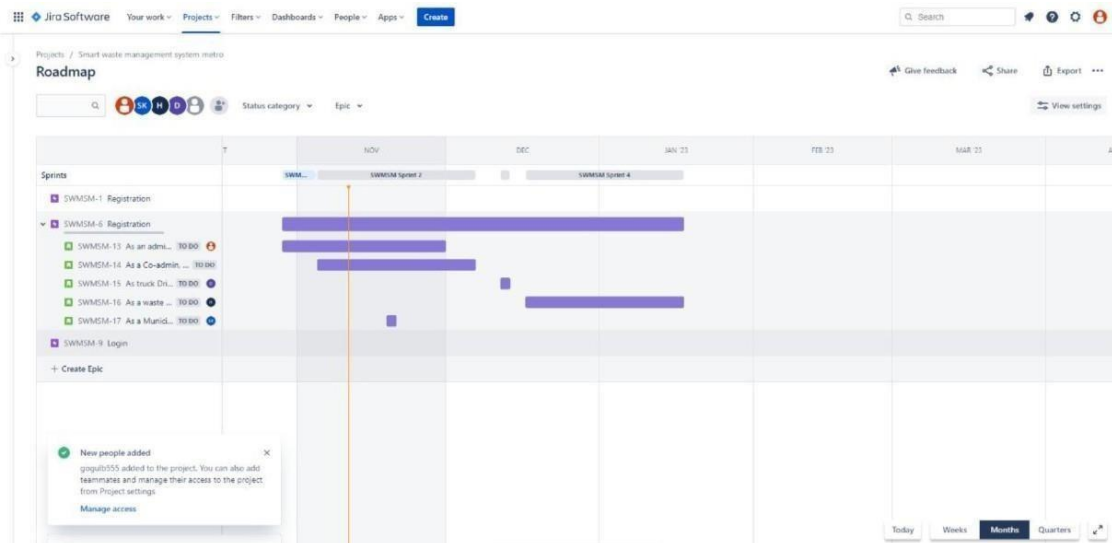 Jira Software Your work Projects Filters Dashboards People Apps Create Search
Projects / Smart waste management system metro
Roadmap
Give feedback Share Export
SK H D Status category Epic View settings
T NOV DEC JAN '23 FEB '23 MAR '23
Sprints SWM... SWMSM Sprint 2 SWMSM Sprint 4
SWMSM-1 Registration
SWMSM-6 Registration
SWMSM-13 As an admi... TO DO
SWMSM-14 As a Co-admin, ... TO DO
SWMSM-15 As truck Dri... TO DO
SWMSM-16 As a waste ... TO DO
SWMSM-17 As a Munici... TO DO
SWMSM-9 Login
+ Create Epic
New people added
gogulb555 added to the project. You can also add
teammates and manage their access to the project
from Project settings
Manage access
Today Weeks Months Quarters